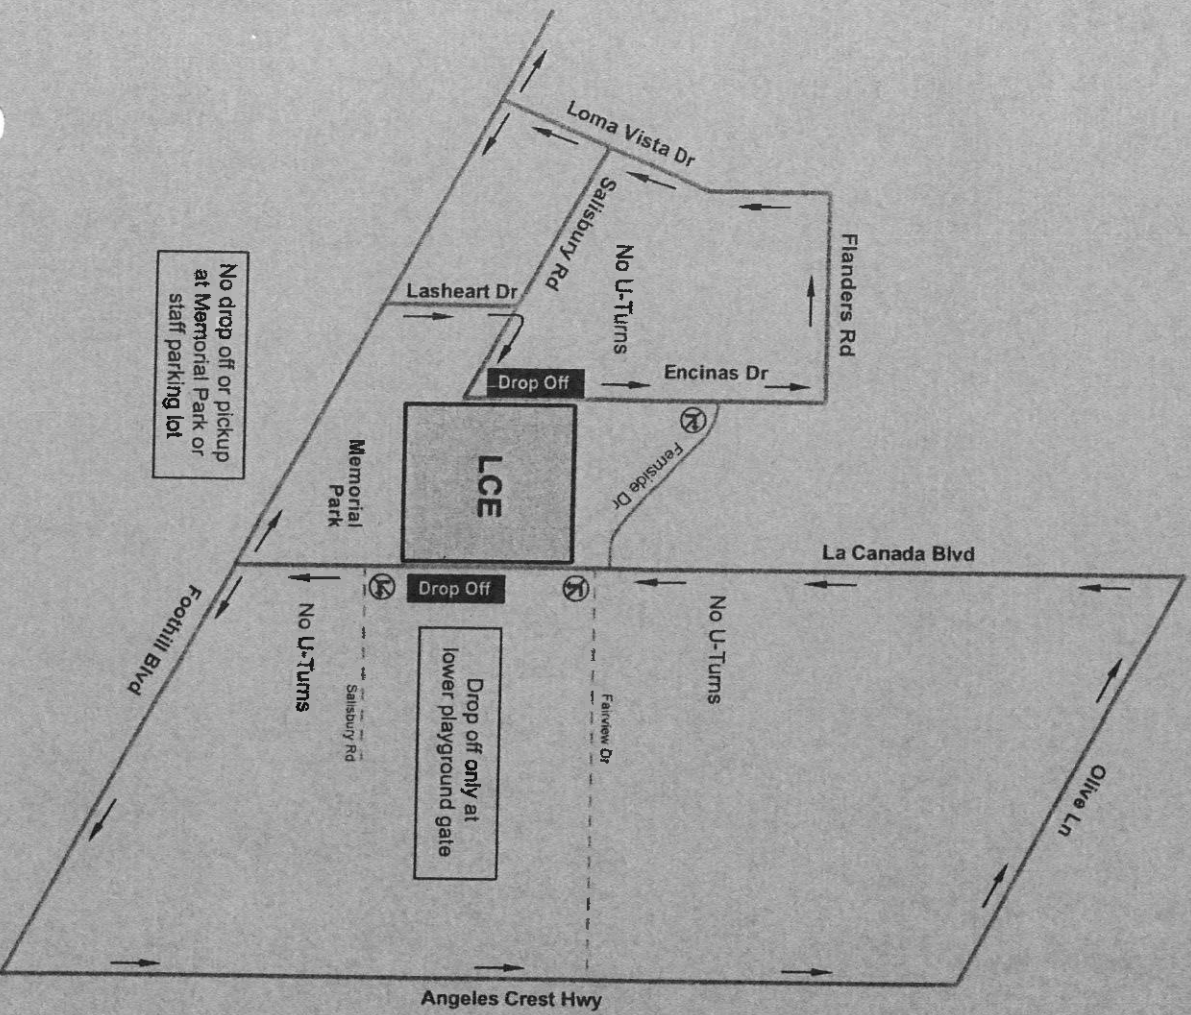 Loma Vista Dr
Salisbury Rd
No U-Turns
Flanders Rd
Lasheart Dr
Drop Off
Encinas Dr
No drop off or pickup
at Memorial Park or
staff parking lot
Memorial
Park
LCE
Fernside Dr
La Canada Blvd
Drop Off
Foothill Blvd
No U-Turns
Salisbury Rd
Drop off only at
lower playground gate
Fairview Dr
No U-Turns
Olive Ln
Angeles Crest Hwy